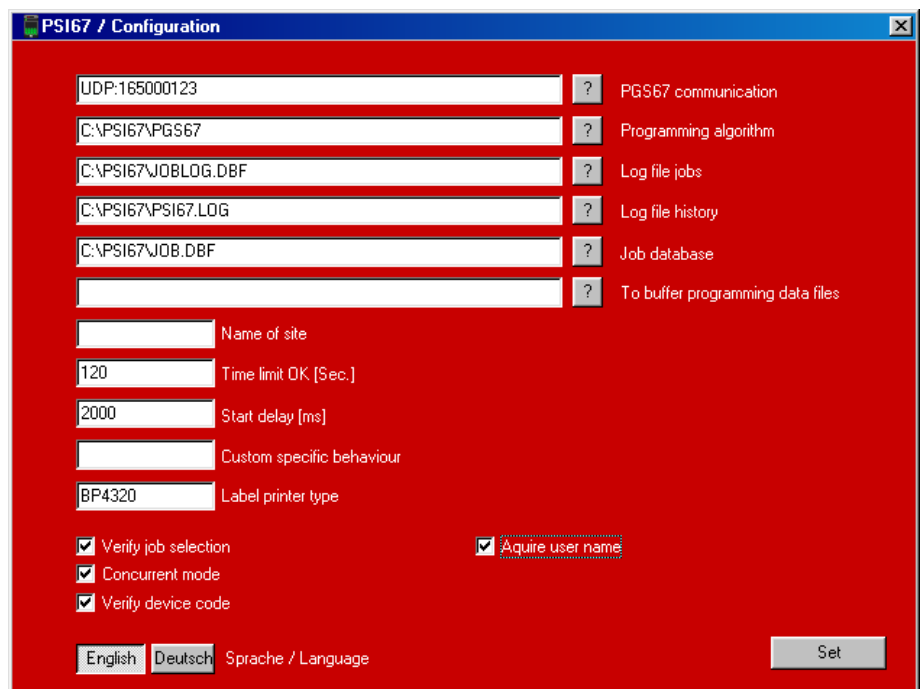 PSI67 / Configuration
UDP:165000123 ? PGS67 communication
C:\PSI67\PGS67 ? Programming algorithm
C:\PSI67\JOBLOG.DBF ? Log file jobs
C:\PSI67\PSI67.LOG ? Log file history
C:\PSI67\JOB.DBF ? Job database
? To buffer programming data files
Name of site
120 Time limit OK [Sec.]
2000 Start delay [ms]
Custom specific behaviour
BP4320 Label printer type
Verify job selection Aquire user name
Concurrent mode
Verify device code
English Deutsch Sprache / Language Set